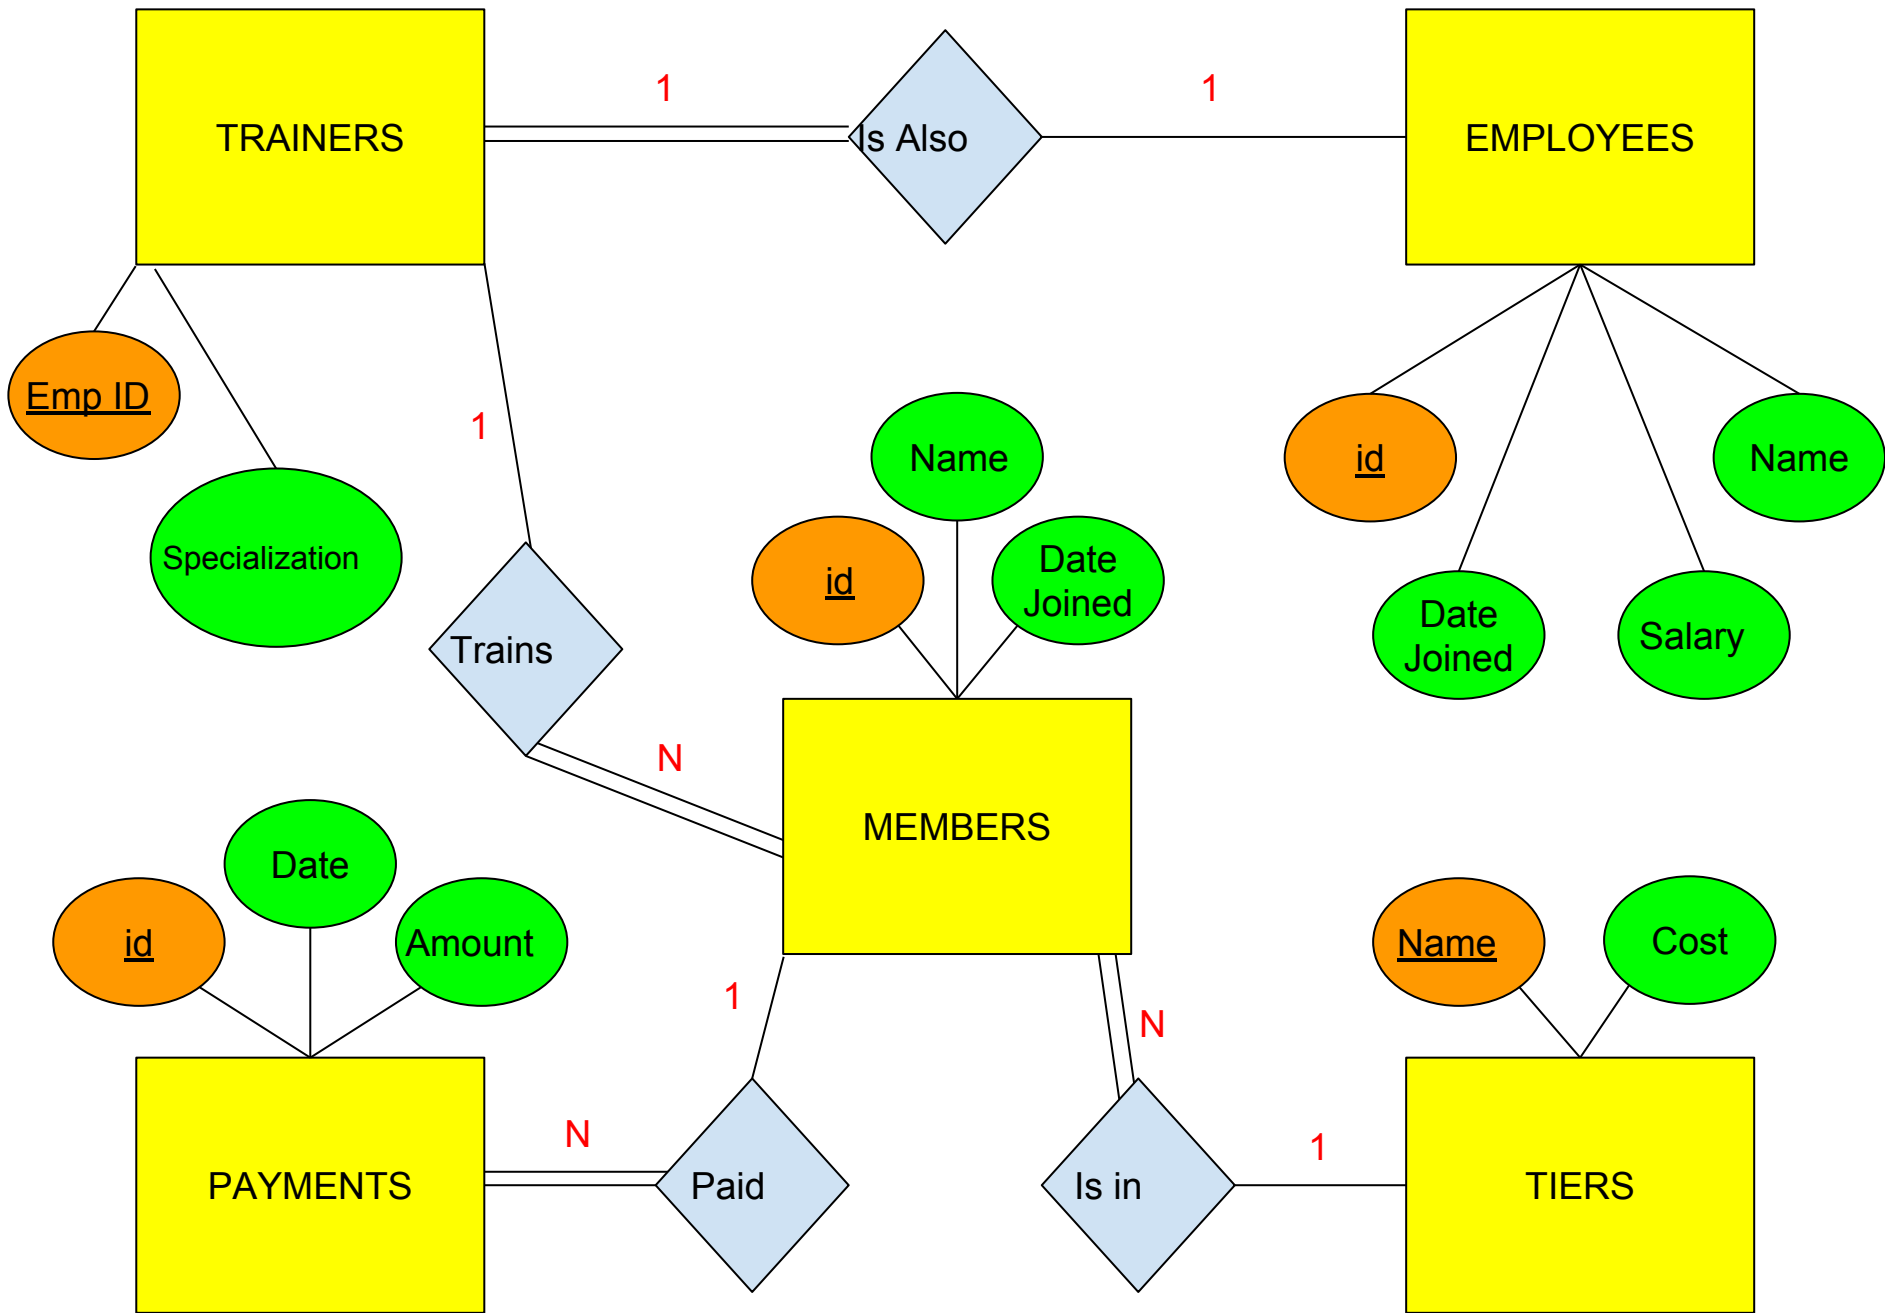 1
1
TRAINERS
Is Also
EMPLOYEES
Emp ID
1
Name
id
Name
Specialization
Date
Joined
id
Date
Joined
Salary
Trains
N
MEMBERS
Date
id
Amount
Name
Cost
1
N
N
1
PAYMENTS
Paid
Is in
TIERS